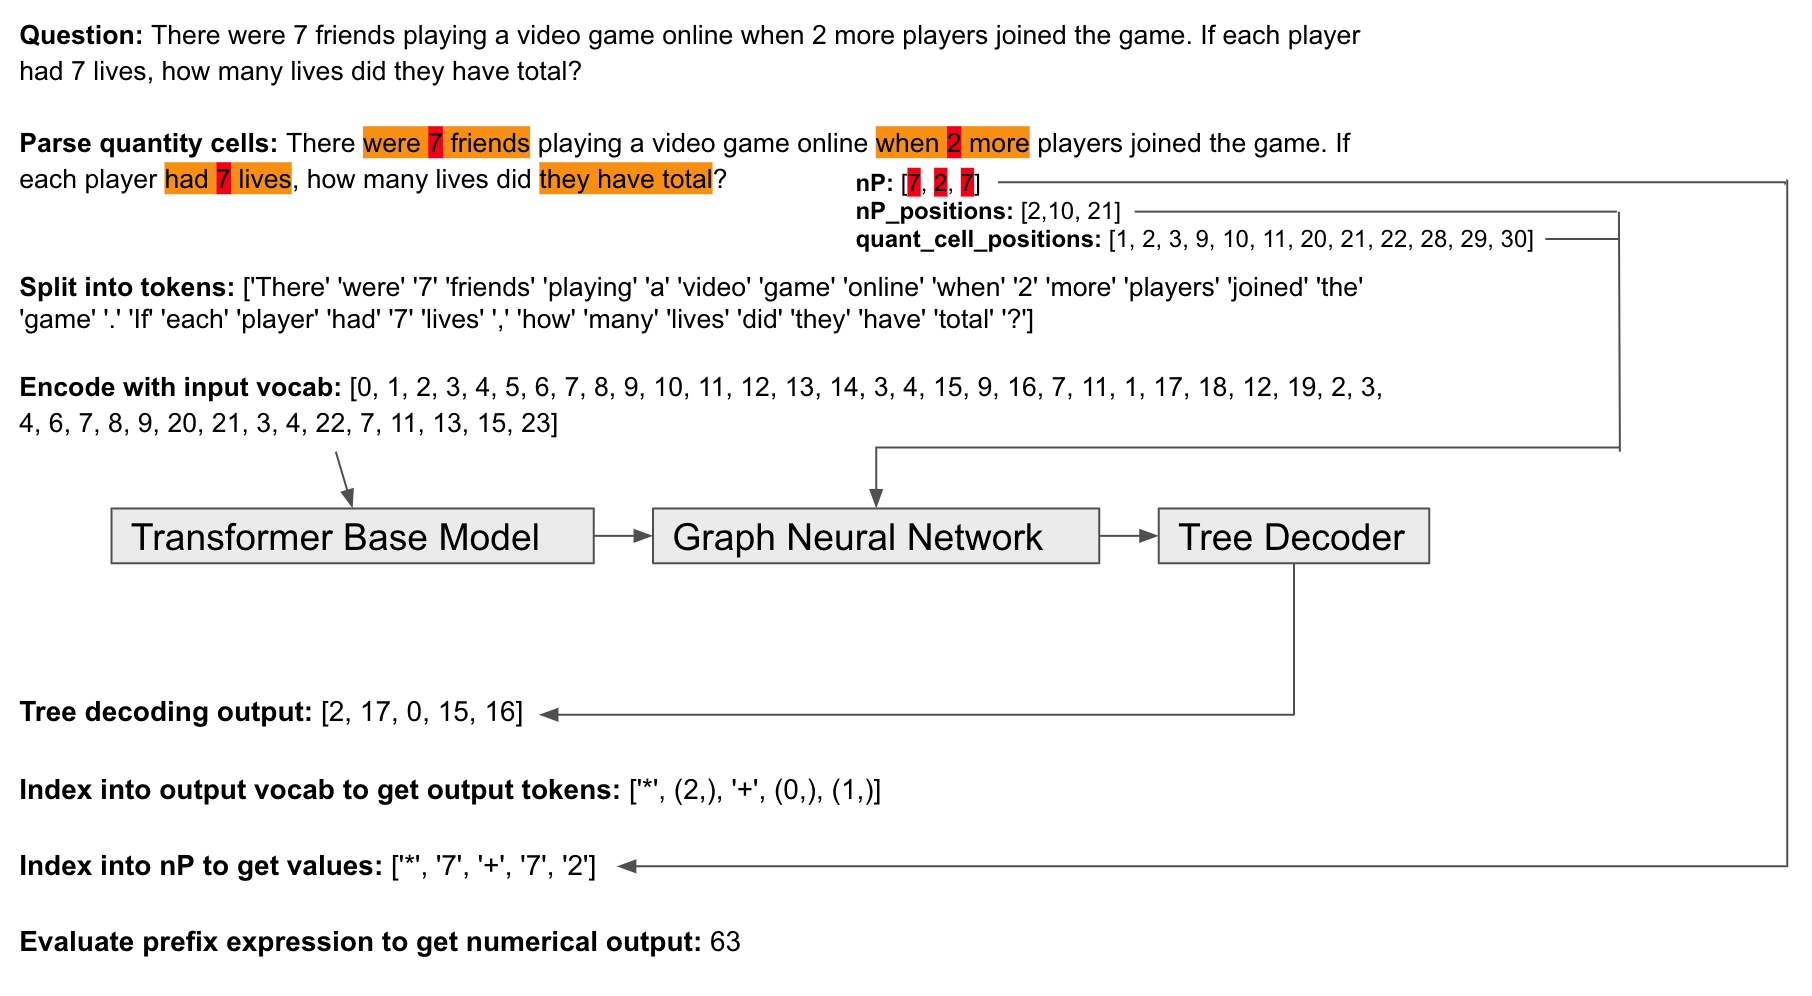 Question: There were 7 friends playing a video game online when 2 more players joined the game. If each player
had 7 lives, how many lives did they have total?
Parse quantity cells: There were 7 friends playing a video game online when 2 more players joined the game. If
each player had 7 lives, how many lives did they have total?
nP: [7, 2, 7]
nP_positions: [2,10, 21]
quant_cell_positions: [1, 2, 3, 9, 10, 11, 20, 21, 22, 28, 29, 30]
Split into tokens: ['There' 'were' '7' 'friends' 'playing' 'a' 'video' 'game' 'online' 'when' '2' 'more' 'players' 'joined' 'the'
'game' '.' 'If' 'each' 'player' 'had' '7' 'lives' ',' 'how' 'many' 'lives' 'did' 'they' 'have' 'total' '?']
Encode with input vocab: [0, 1, 2, 3, 4, 5, 6, 7, 8, 9, 10, 11, 12, 13, 14, 3, 4, 15, 9, 16, 7, 11, 1, 17, 18, 12, 19, 2, 3,
4, 6, 7, 8, 9, 20, 21, 3, 4, 22, 7, 11, 13, 15, 23]
Transformer Base Model
Graph Neural Network
Tree Decoder
Tree decoding output: [2, 17, 0, 15, 16]
Index into output vocab to get output tokens: ['*', (2,), '+', (0,), (1,)]
Index into nP to get values: ['*', '7', '+', '7', '2']
Evaluate prefix expression to get numerical output: 63